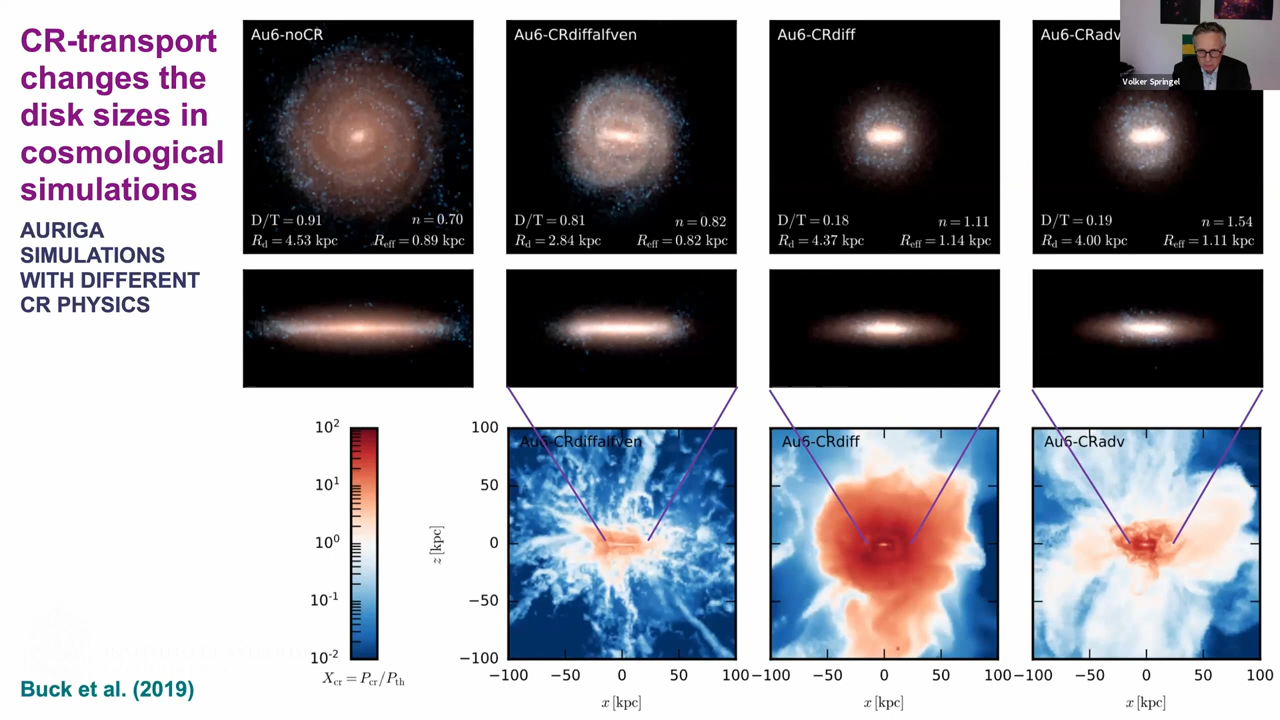 CR-transport
changes the
disk sizes in
cosmological
simulations
AURIGA
SIMULATIONS
WITH DIFFERENT
CR PHYSICS
Au6-noCR
D/T = 0.91 n = 0.70
R_d = 4.53 kpc R_eff = 0.89 kpc
Au6-CRdiffalfven
D/T = 0.81 n = 0.82
R_d = 2.84 kpc R_eff = 0.82 kpc
Au6-CRdiff
D/T = 0.18 n = 1.11
R_d = 4.37 kpc R_eff = 1.14 kpc
Au6-CRadv
D/T = 0.19 n = 1.54
R_d = 4.00 kpc R_eff = 1.11 kpc
Volker Springel
10^2
10^1
10^0
10^-1
10^-2
X_cr = P_cr/P_th
100
50
0
−50
−100
z [kpc]
Au6-CRdiffalfven
−100 −50 0 50 100
x [kpc]
Au6-CRdiff
−100 −50 0 50 100
x [kpc]
Au6-CRadv
−100 −50 0 50 100
x [kpc]
Buck et al. (2019)